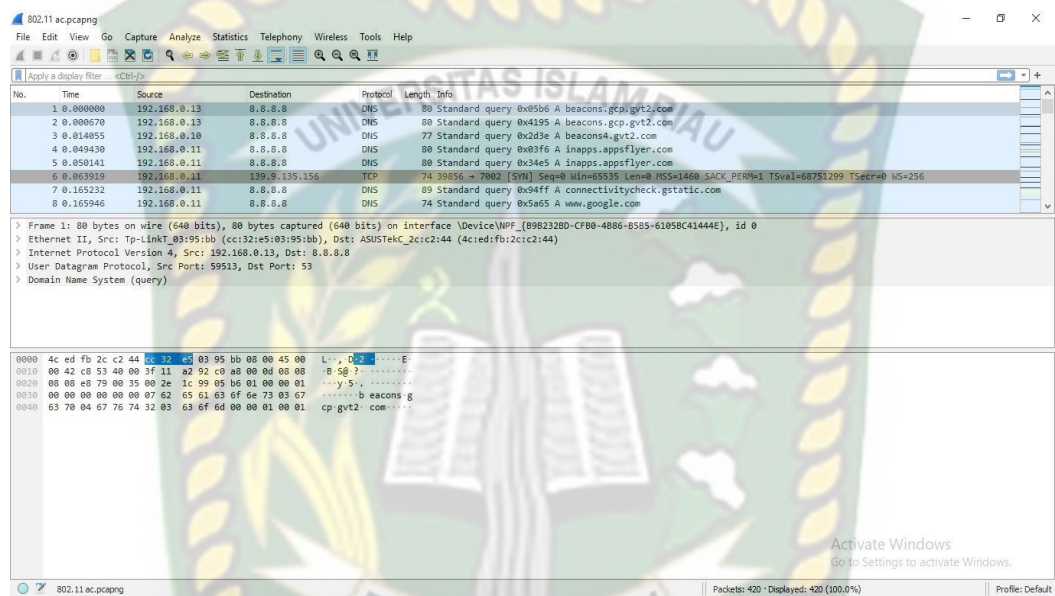 802.11 ac.pcapng
File Edit View Go Capture Analyze Statistics Telephony Wireless Tools Help
Apply a display filter ... <Ctrl-/>
No. Time Source Destination Protocol Length Info
1 0.000000 192.168.0.13 8.8.8.8 DNS 80 Standard query 0x05b6 A beacons.gcp.gvt2.com
2 0.000670 192.168.0.13 8.8.8.8 DNS 80 Standard query 0x4195 A beacons.gcp.gvt2.com
3 0.014055 192.168.0.10 8.8.8.8 DNS 77 Standard query 0x2d3e A beacons4.gvt2.com
4 0.049430 192.168.0.11 8.8.8.8 DNS 80 Standard query 0x03f6 A inapps.appsflyer.com
5 0.050141 192.168.0.11 8.8.8.8 DNS 80 Standard query 0x34e5 A inapps.appsflyer.com
6 0.063919 192.168.0.11 139.9.135.156 TCP 74 39856 → 7002 [SYN] Seq=0 Win=65535 Len=0 MSS=1460 SACK_PERM=1 TSval=68751299 TSecr=0 WS=256
7 0.165232 192.168.0.11 8.8.8.8 DNS 89 Standard query 0x94ff A connectivitycheck.gstatic.com
8 0.165946 192.168.0.11 8.8.8.8 DNS 74 Standard query 0x5a65 A www.google.com
UNIVERSITAS ISLAM RIAU
> Frame 1: 80 bytes on wire (640 bits), 80 bytes captured (640 bits) on interface \Device\NPF_{B9B232BD-CFB0-4B86-B5B5-6105BC41444E}, id 0
> Ethernet II, Src: Tp-LinkT_03:95:bb (cc:32:e5:03:95:bb), Dst: ASUSTekC_2c:c2:44 (4c:ed:fb:2c:c2:44)
> Internet Protocol Version 4, Src: 192.168.0.13, Dst: 8.8.8.8
> User Datagram Protocol, Src Port: 59513, Dst Port: 53
> Domain Name System (query)
0000 4c ed fb 2c c2 44 cc 32 e5 03 95 bb 08 00 45 00 L··,·D·2 ······E·
0010 00 42 c8 53 40 00 3f 11 a2 92 c0 a8 00 0d 08 08 ·B·S@·?· ········
0020 08 08 e8 79 00 35 00 2e 1c 99 05 b6 01 00 00 01 ···y·5·. ········
0030 00 00 00 00 00 00 07 62 65 61 63 6f 6e 73 03 67 ·······b eacons·g
0040 63 70 04 67 76 74 32 03 63 6f 6d 00 00 01 00 01 cp·gvt2· com·····
Activate Windows
Go to Settings to activate Windows.
802.11 ac.pcapng Packets: 420 · Displayed: 420 (100.0%) Profile: Default